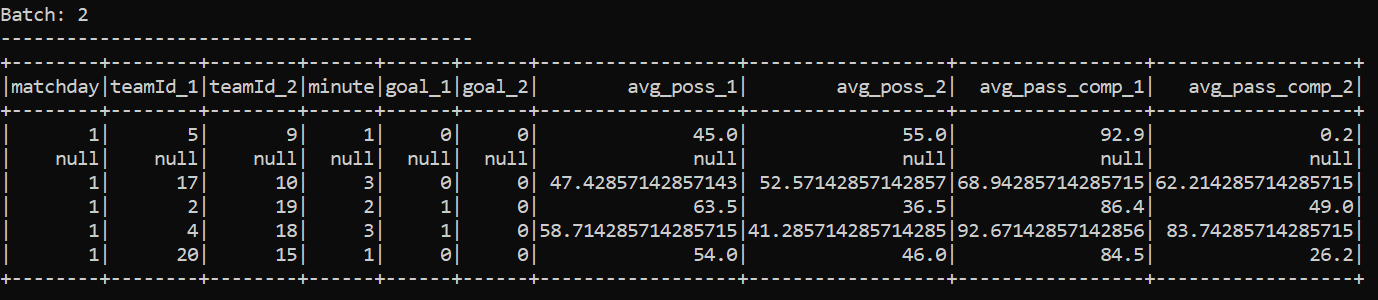 Batch: 2
-------------------------------------------
+--------+--------+--------+------+------+------+-----------------+-----------------+-----------------+-----------------+
|matchday|teamId_1|teamId_2|minute|goal_1|goal_2|       avg_poss_1|       avg_poss_2|  avg_pass_comp_1|  avg_pass_comp_2|
+--------+--------+--------+------+------+------+-----------------+-----------------+-----------------+-----------------+
|       1|       5|       9|     1|     0|     0|             45.0|             55.0|             92.9|              0.2|
|    null|    null|    null|  null|  null|  null|             null|             null|             null|             null|
|       1|      17|      10|     3|     0|     0| 47.42857142857143| 52.57142857142857|68.94285714285715|62.214285714285715|
|       1|       2|      19|     2|     1|     0|             63.5|             36.5|             86.4|             49.0|
|       1|       4|      18|     3|     1|     0|58.714285714285715|41.285714285714285|92.67142857142856| 83.74285714285715|
|       1|      20|      15|     1|     0|     0|             54.0|             46.0|             84.5|             26.2|
+--------+--------+--------+------+------+------+-----------------+-----------------+-----------------+-----------------+